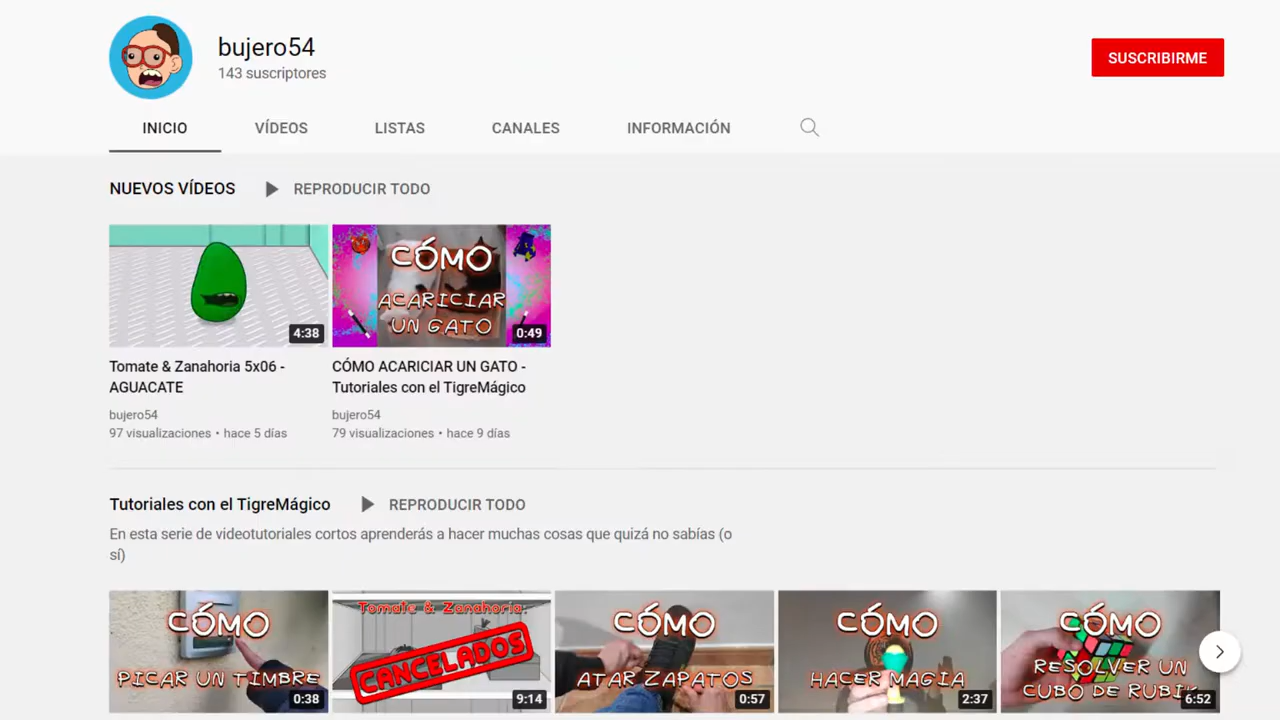 bujero54
143 suscriptores
SUSCRIBIRME
INICIO
VÍDEOS
LISTAS
CANALES
INFORMACIÓN
NUEVOS VÍDEOS
REPRODUCIR TODO
4:38
CÓMO
ACARICIAR
UN GATO
0:49
Tomate & Zanahoria 5x06 -
AGUACATE
bujero54
97 visualizaciones • hace 5 días
CÓMO ACARICIAR UN GATO -
Tutoriales con el TigreMágico
bujero54
79 visualizaciones • hace 9 días
Tutoriales con el TigreMágico
REPRODUCIR TODO
En esta serie de videotutoriales cortos aprenderás a hacer muchas cosas que quizá no sabías (o
sí)
CÓMO
PICAR UN TIMBRE
0:38
Tomate & Zanahoria:
CANCELADOS
9:14
CÓMO
ATAR ZAPATOS
0:57
CÓMO
HACER MAGIA
2:37
CÓMO
RESOLVER UN
CUBO DE RUBIK
6:52